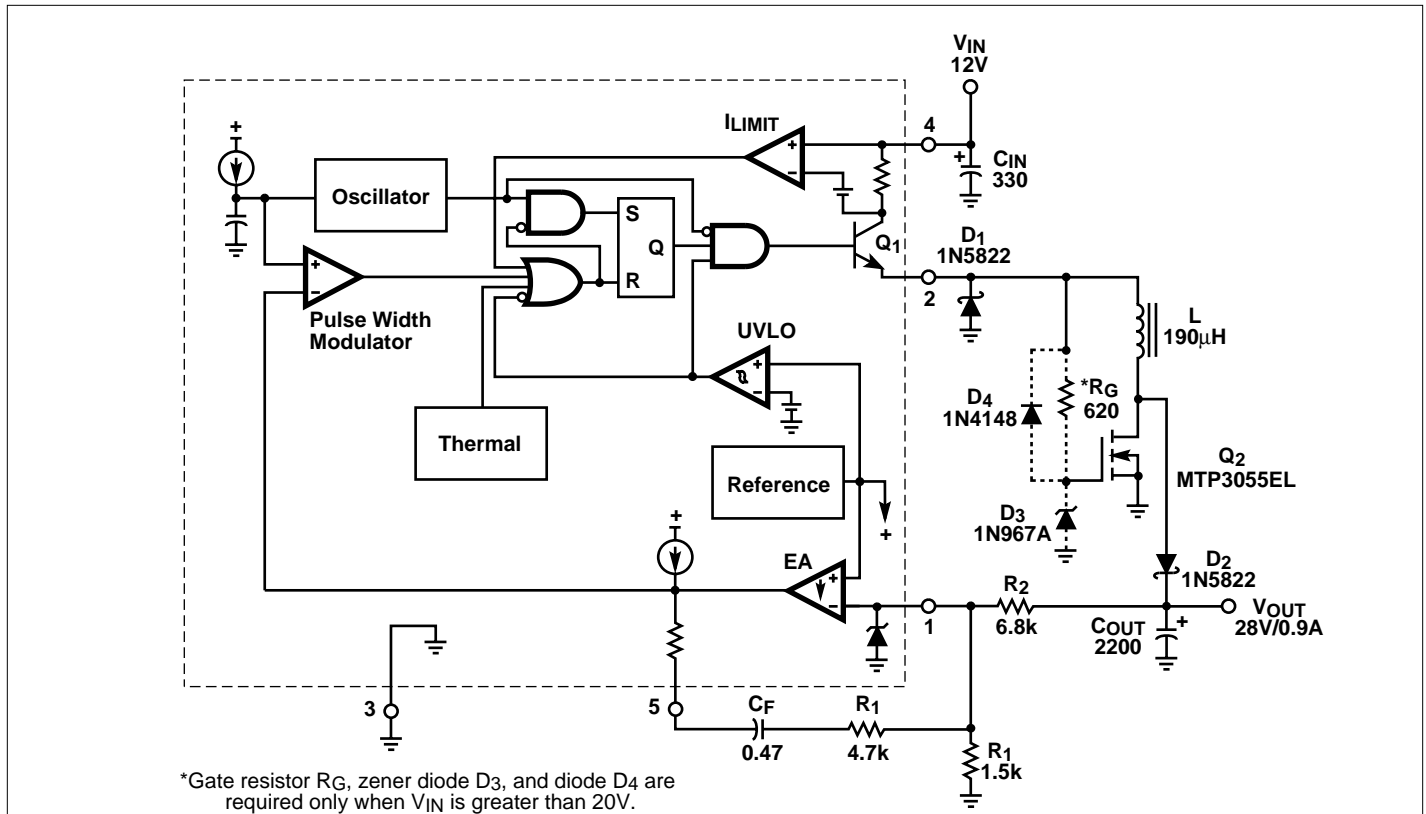 VIN
12V
ILIMIT
4
+
CIN
330
+
Oscillator
+
−
S
Q
R
Q1
D1
1N5822
2
+
−
Pulse Width
Modulator
UVLO
+
−
L
190μH
D4
1N4148
*RG
620
Thermal
Reference
+
Q2
MTP3055EL
D3
1N967A
+
EA
+
−
1
R2
6.8k
D2
1N5822
VOUT
28V/0.9A
COUT
2200
+
3
5
CF
0.47
R1
4.7k
R1
1.5k
*Gate resistor RG, zener diode D3, and diode D4 are
required only when VIN is greater than 20V.